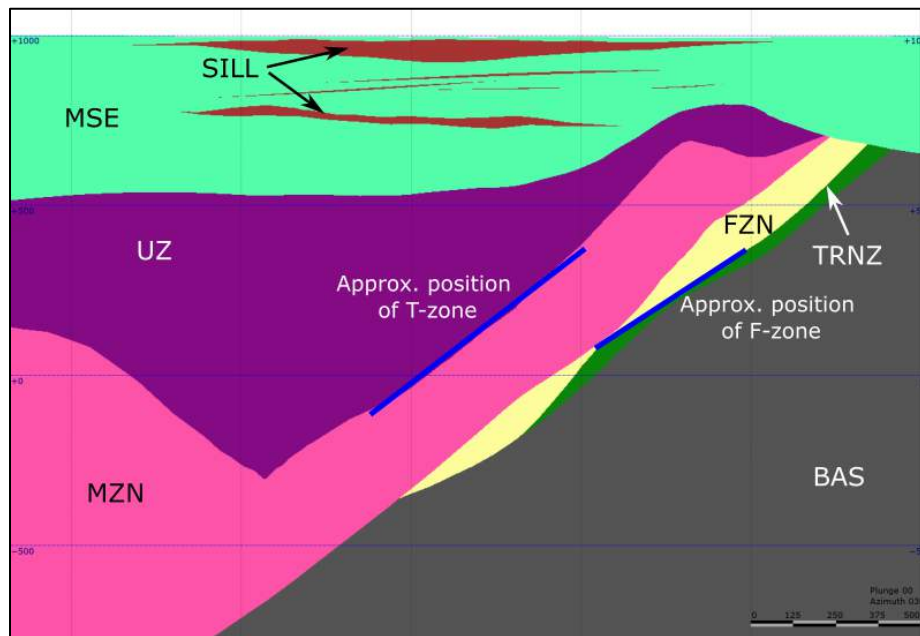 +1000
SILL
MSE
+500
UZ
FZN
TRNZ
Approx. position
of T-zone
Approx. position
of F-zone
+0
MZN
BAS
-500
Plunge 00
0 125 250 375 500